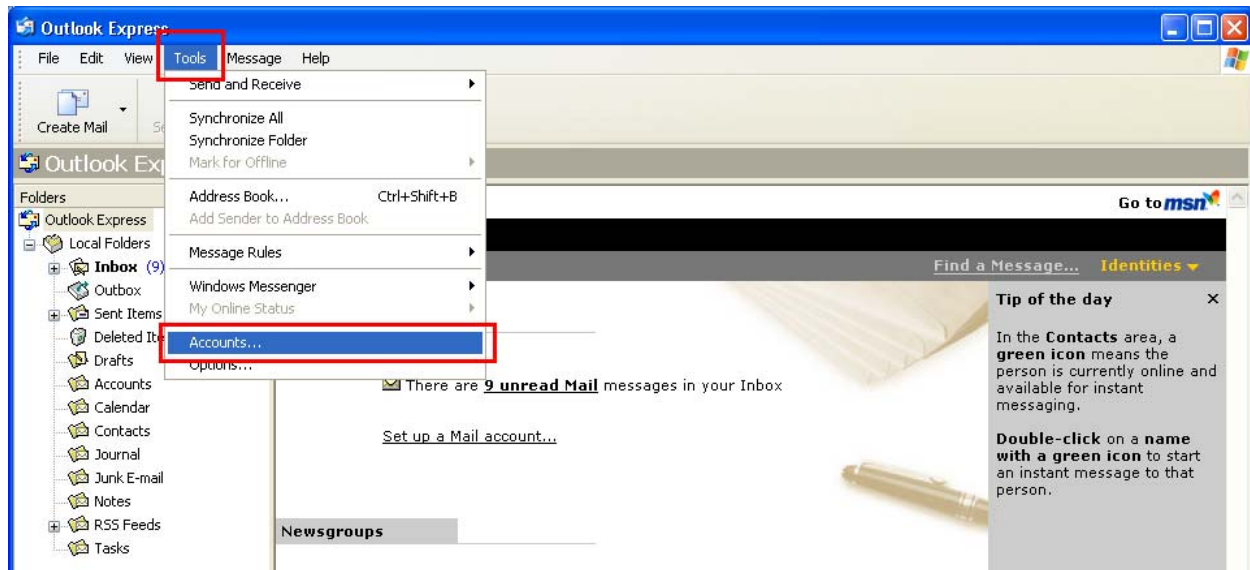 Outlook Express
File Edit View Tools Message Help
Create Mail
Send and Receive
Synchronize All
Synchronize Folder
Mark for Offline
Address Book... Ctrl+Shift+B
Add Sender to Address Book
Message Rules
Windows Messenger
My Online Status
Accounts...
Options...
Outlook Exp
Folders
Outlook Express
Local Folders
Inbox (9)
Outbox
Sent Items
Deleted Ite
Drafts
Accounts
Calendar
Contacts
Journal
Junk E-mail
Notes
RSS Feeds
Tasks
Go to msn
Find a Message... Identities
There are 9 unread Mail messages in your Inbox
Set up a Mail account...
Newsgroups
Tip of the day X
In the Contacts area, a
green icon means the
person is currently online and
available for instant
messaging.
Double-click on a name
with a green icon to start
an instant message to that
person.